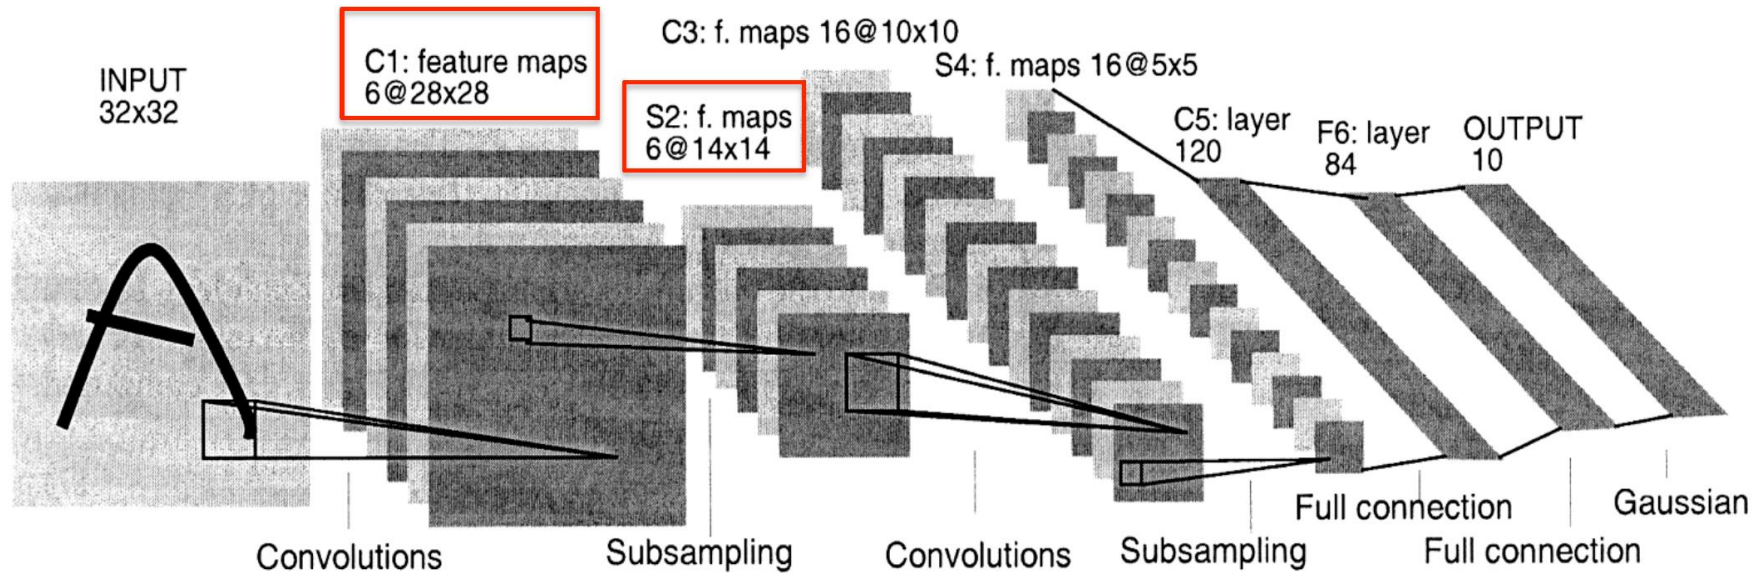 INPUT
32x32
C1: feature maps
6@28x28
S2: f. maps
6@14x14
C3: f. maps 16@10x10
S4: f. maps 16@5x5
C5: layer
120
F6: layer
84
OUTPUT
10
Convolutions
Subsampling
Convolutions
Subsampling
Full connection
Full connection
Gaussian